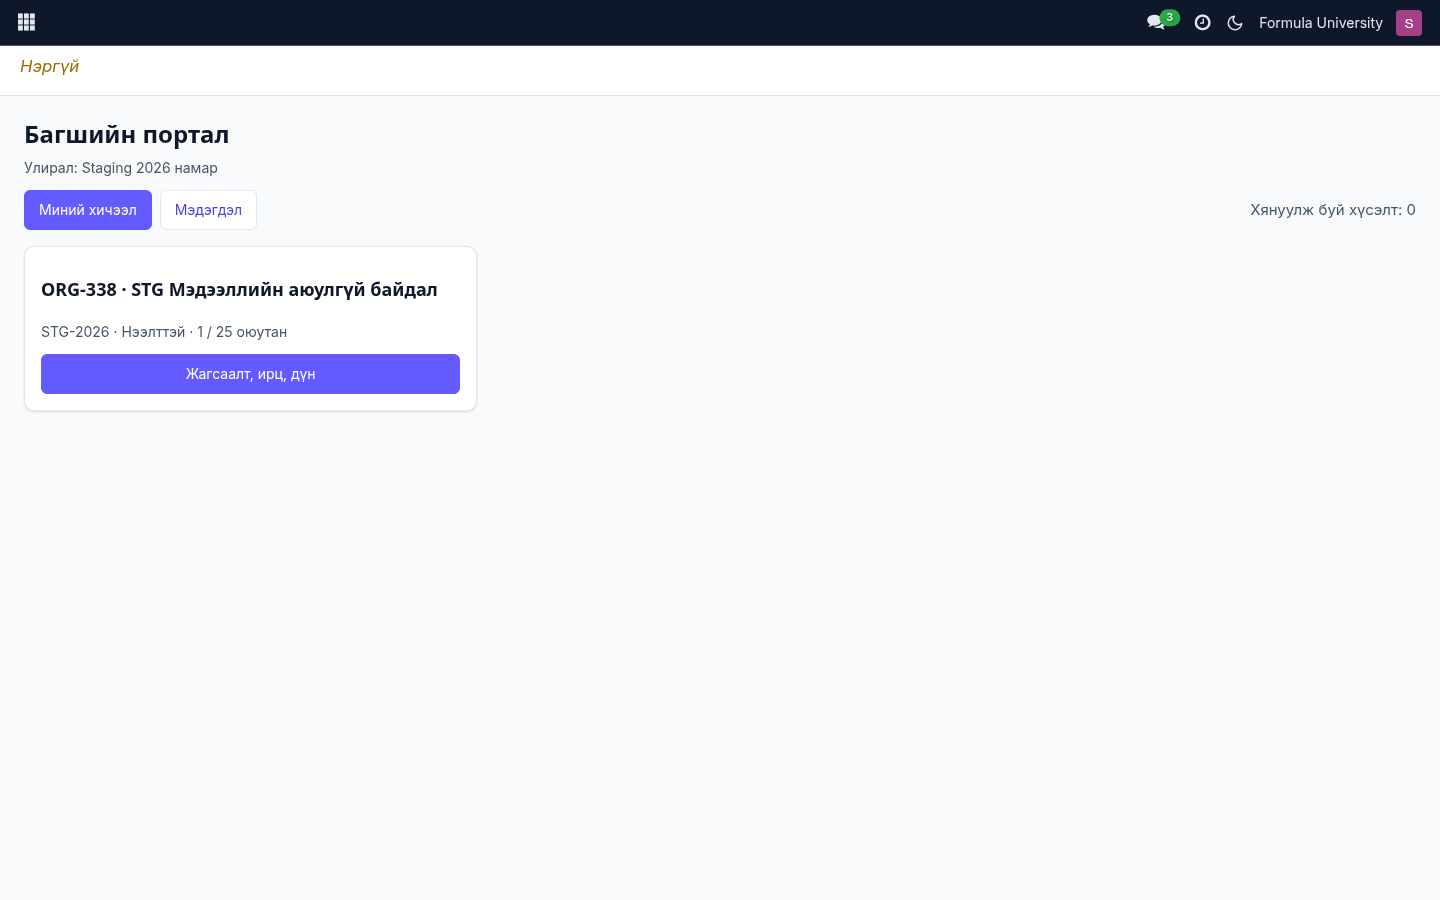 3
Formula University
S
Нэргүй
Багшийн портал
Улирал: Staging 2026 намар
Миний хичээл
Мэдэгдэл
Хянуулж буй хүсэлт: 0
ORG-338 · STG Мэдээллийн аюулгүй байдал
STG-2026 · Нээлттэй · 1 / 25 оюутан
Жагсаалт, ирц, дүн